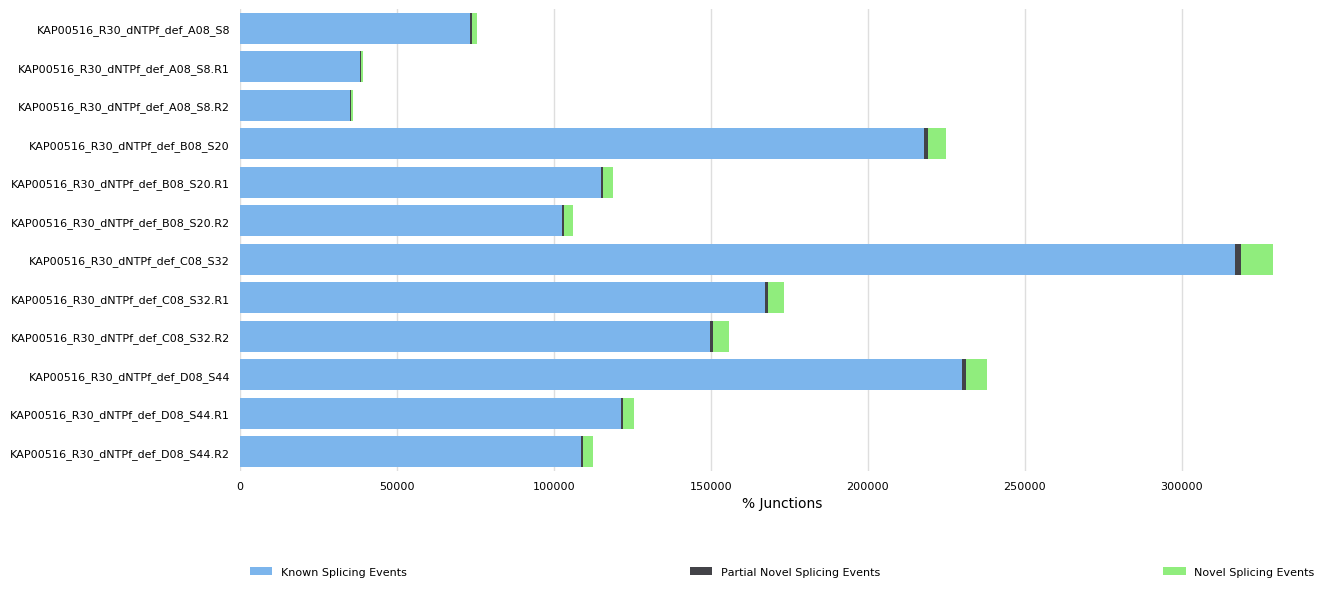 KAP00516_R30_dNTPf_def_A08_S8
KAP00516_R30_dNTPf_def_A08_S8.R1
KAP00516_R30_dNTPf_def_A08_S8.R2
KAP00516_R30_dNTPf_def_B08_S20
KAP00516_R30_dNTPf_def_B08_S20.R1
KAP00516_R30_dNTPf_def_B08_S20.R2
KAP00516_R30_dNTPf_def_C08_S32
KAP00516_R30_dNTPf_def_C08_S32.R1
KAP00516_R30_dNTPf_def_C08_S32.R2
KAP00516_R30_dNTPf_def_D08_S44
KAP00516_R30_dNTPf_def_D08_S44.R1
KAP00516_R30_dNTPf_def_D08_S44.R2
0 50000 100000 150000 200000 250000 300000
% Junctions
Known Splicing Events Partial Novel Splicing Events Novel Splicing Events